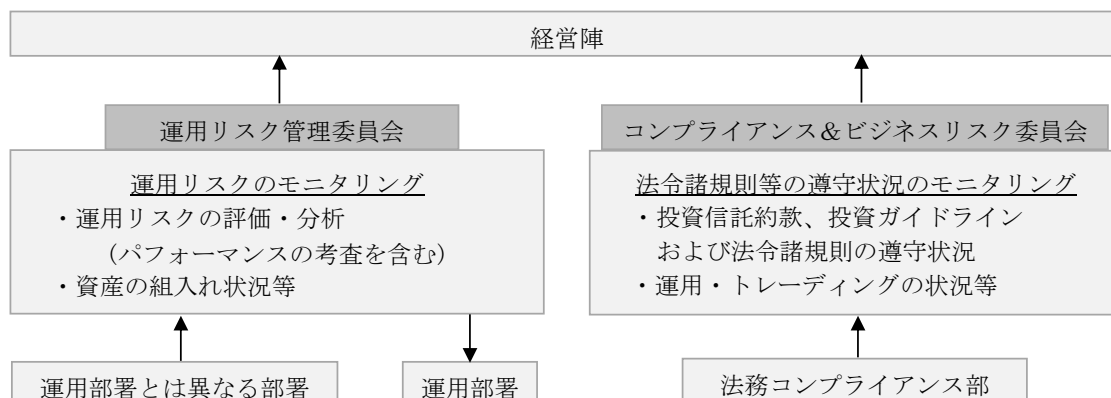 経営陣
運用リスク管理委員会
運用リスクのモニタリング
・運用リスクの評価・分析
（パフォーマンスの考査を含む）
・資産の組入れ状況等
コンプライアンス＆ビジネスリスク委員会
法令諸規則等の遵守状況のモニタリング
・投資信託約款、投資ガイドライン
および法令諸規則の遵守状況
・運用・トレーディングの状況等
運用部署とは異なる部署
運用部署
法務コンプライアンス部